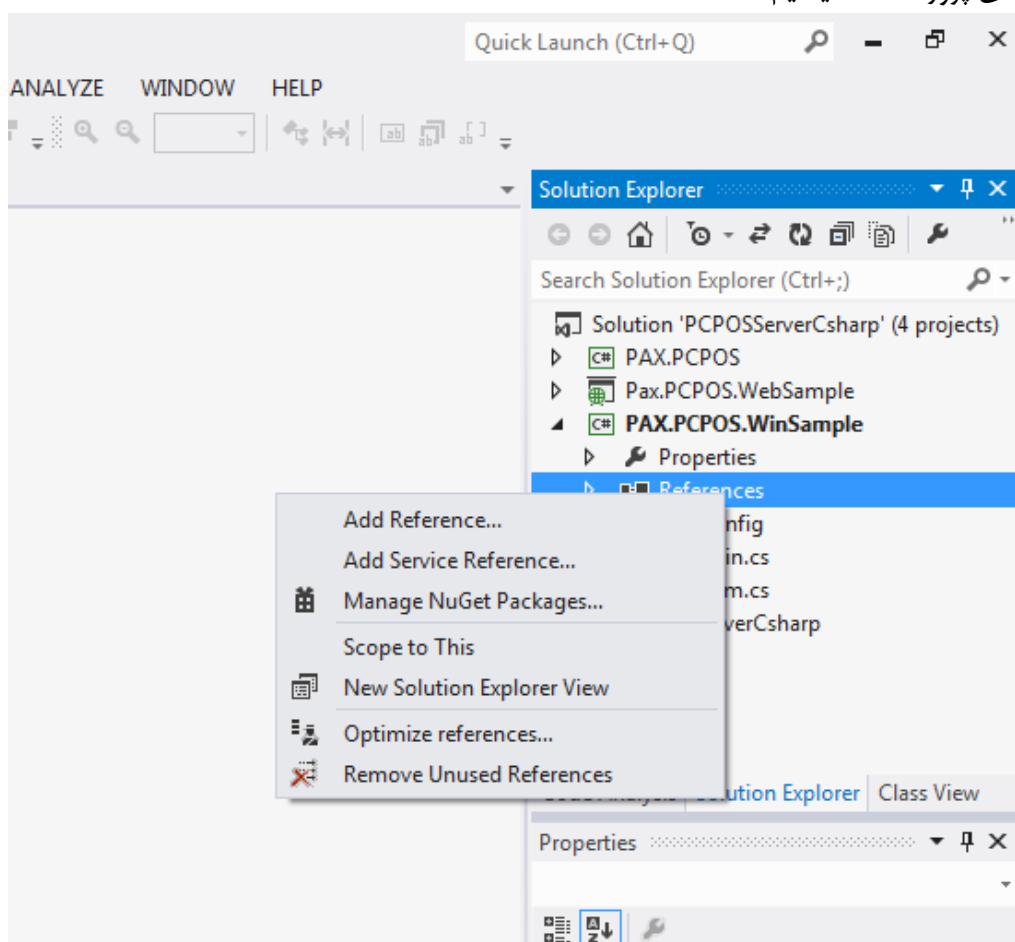 Quick Launch (Ctrl+Q)
ANALYZE WINDOW HELP
Solution Explorer
Search Solution Explorer (Ctrl+;)
Solution 'PCPOSServerCsharp' (4 projects)
C# PAX.PCPOS
Pax.PCPOS.WebSample
C# PAX.PCPOS.WinSample
Properties
References
Add Reference...
nfig
Add Service Reference...
in.cs
Manage NuGet Packages...
m.cs
verCsharp
Scope to This
New Solution Explorer View
Optimize references...
Remove Unused References
Solution Explorer Class View
Properties